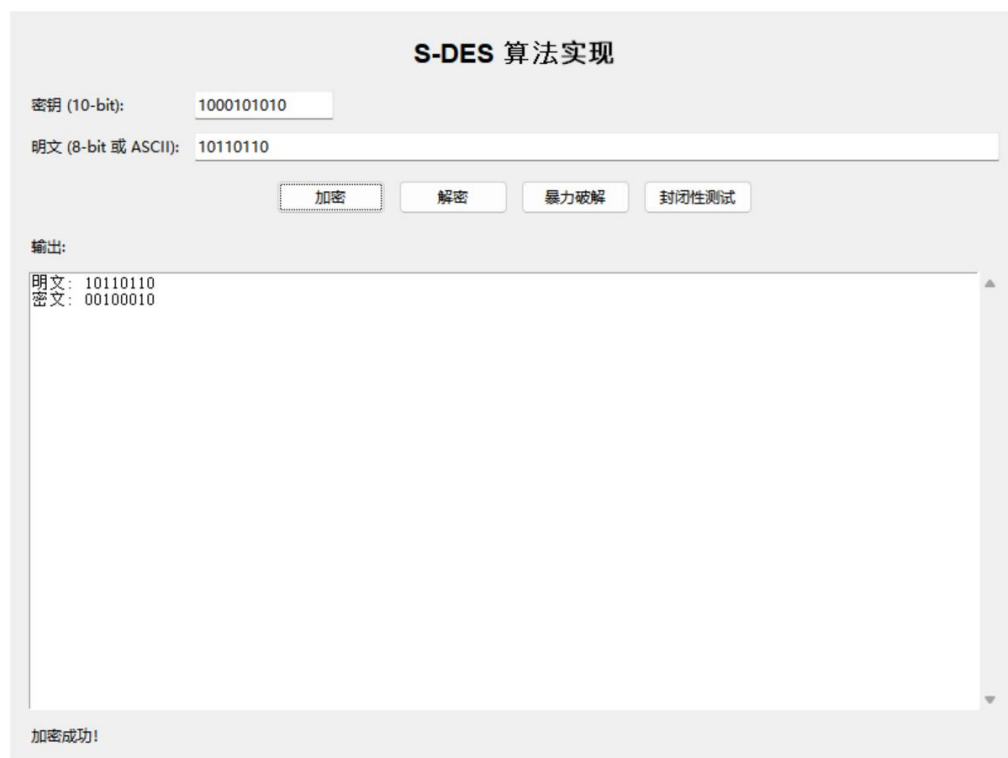 S-DES 算法实现
密钥 (10-bit): 1000101010
明文 (8-bit 或 ASCII): 10110110
加密 解密 暴力破解 封闭性测试
输出:
明文: 10110110
密文: 00100010
加密成功!